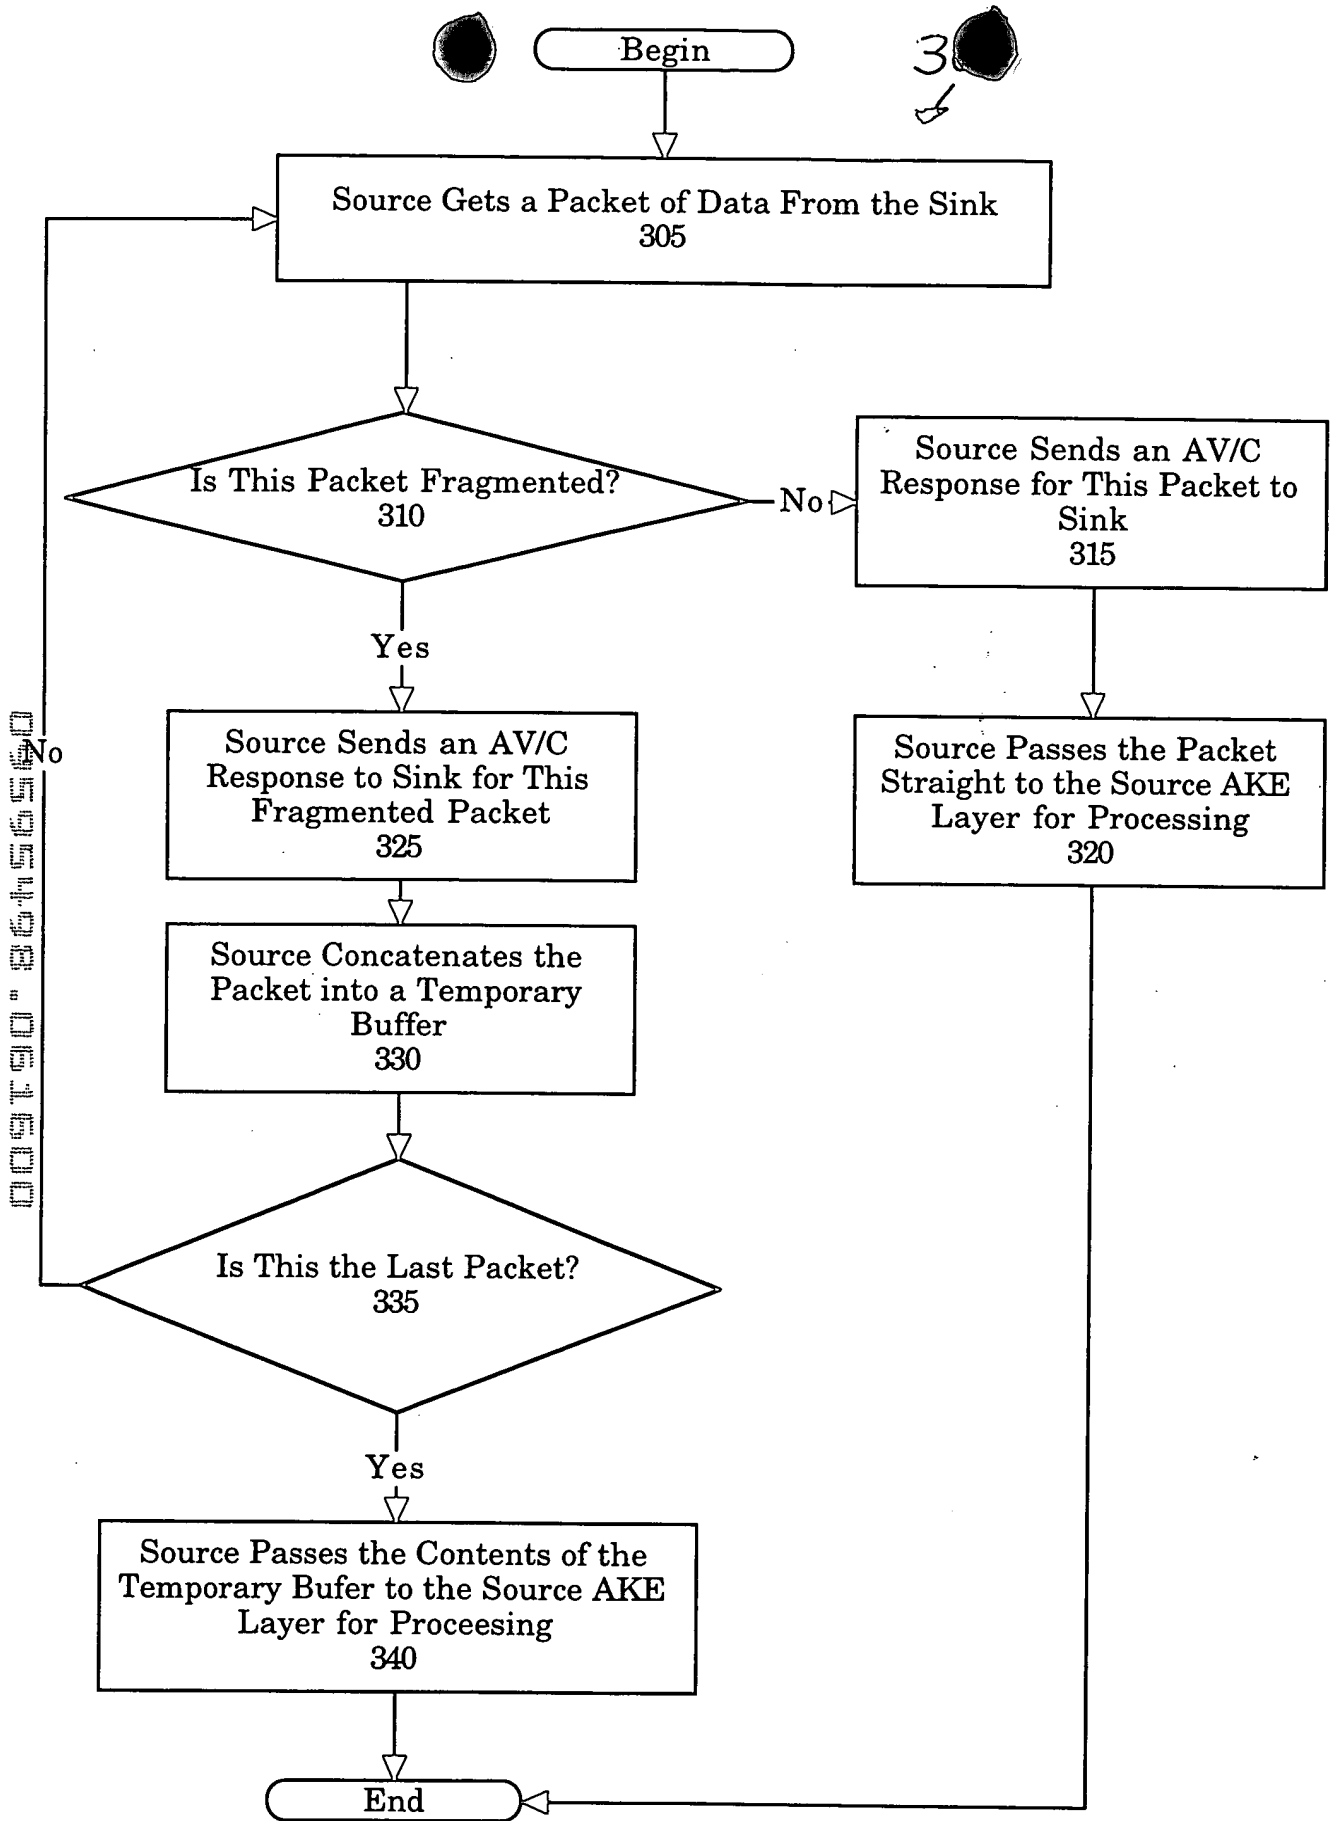 Begin
3
Source Gets a Packet of Data From the Sink
305
Is This Packet Fragmented?
310
No
Source Sends an AV/C
Response for This Packet to
Sink
315
Yes
Source Sends an AV/C
Response to Sink for This
Fragmented Packet
325
Source Passes the Packet
Straight to the Source AKE
Layer for Processing
320
No
Source Concatenates the
Packet into a Temporary
Buffer
330
Is This the Last Packet?
335
Yes
Source Passes the Contents of the
Temporary Bufer to the Source AKE
Layer for Proceesing
340
End